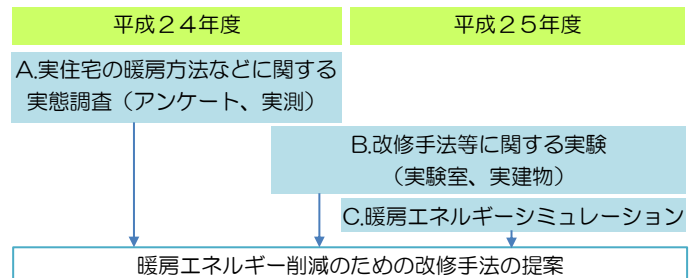 平成２４年度
平成２５年度
A.実住宅の暖房方法などに関する
実態調査（アンケート、実測）
B.改修手法等に関する実験
（実験室、実建物）
C.暖房エネルギーシミュレーション
暖房エネルギー削減のための改修手法の提案